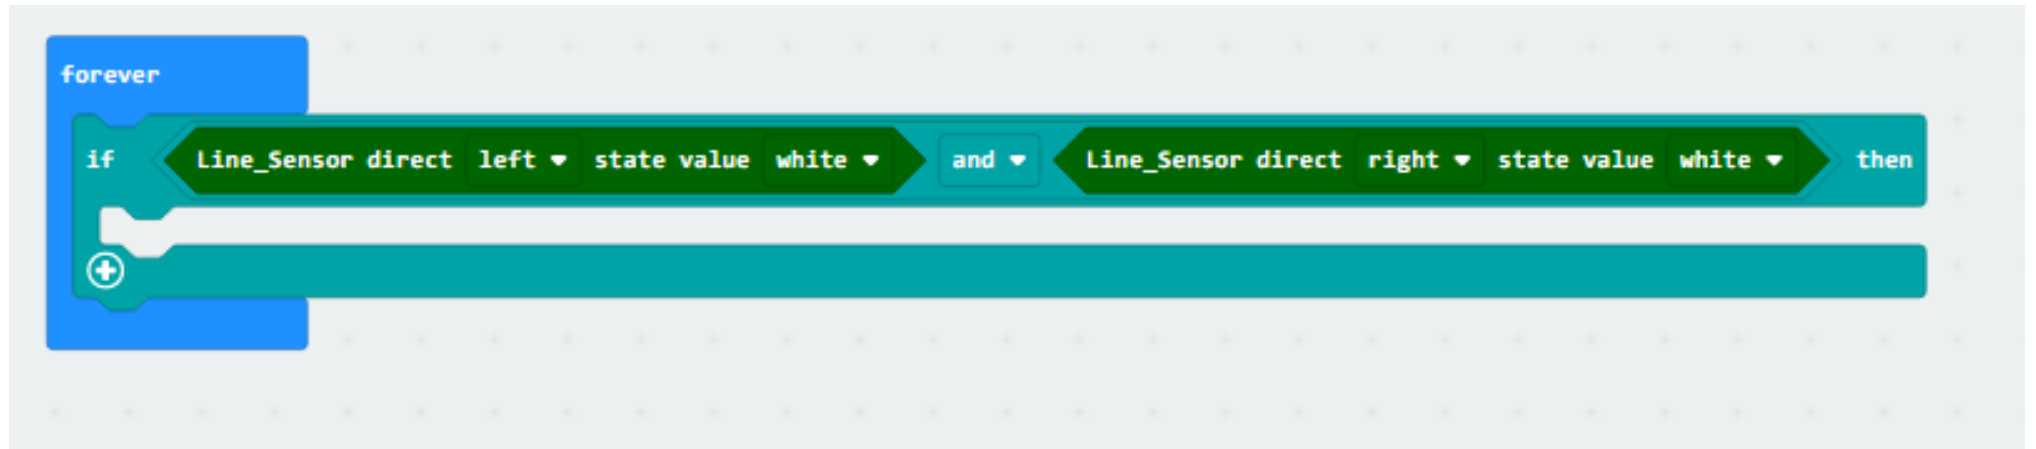 forever
if Line_Sensor direct left state value white and Line_Sensor direct right state value white then